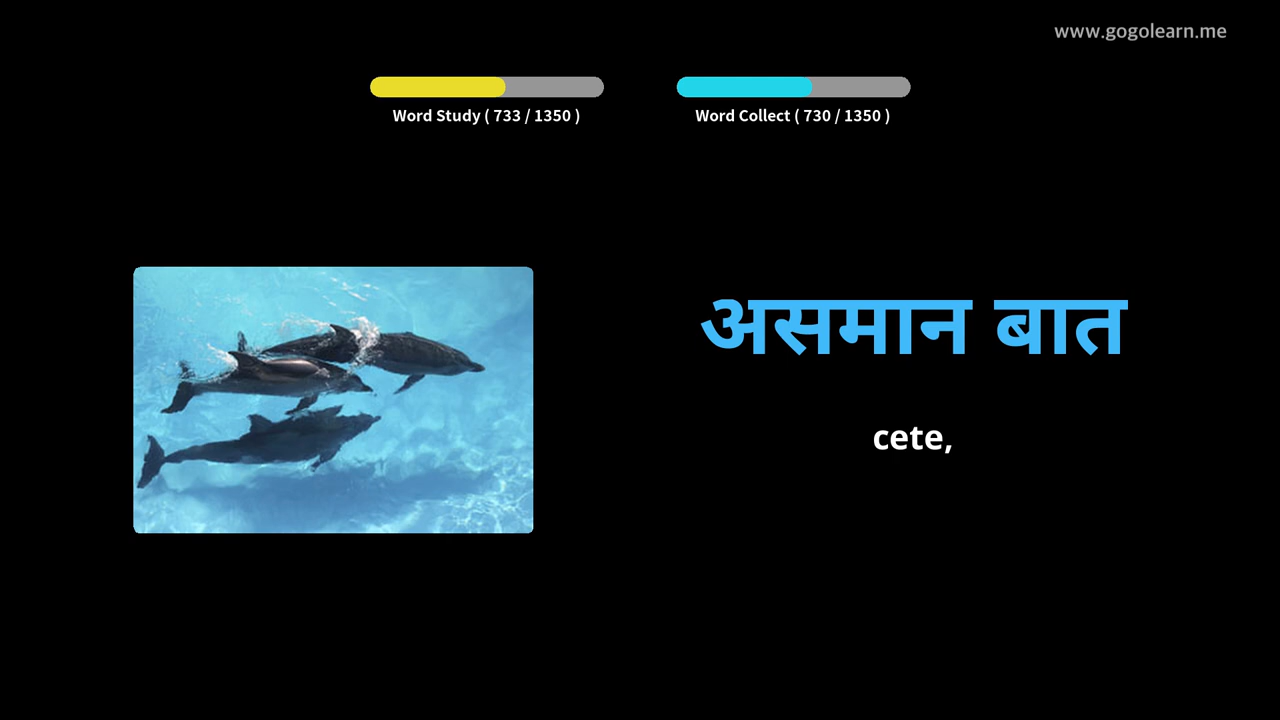 www.gogolearn.me
Word Study ( 733 / 1350 )
Word Collect ( 730 / 1350 )
असमान बात
cete,